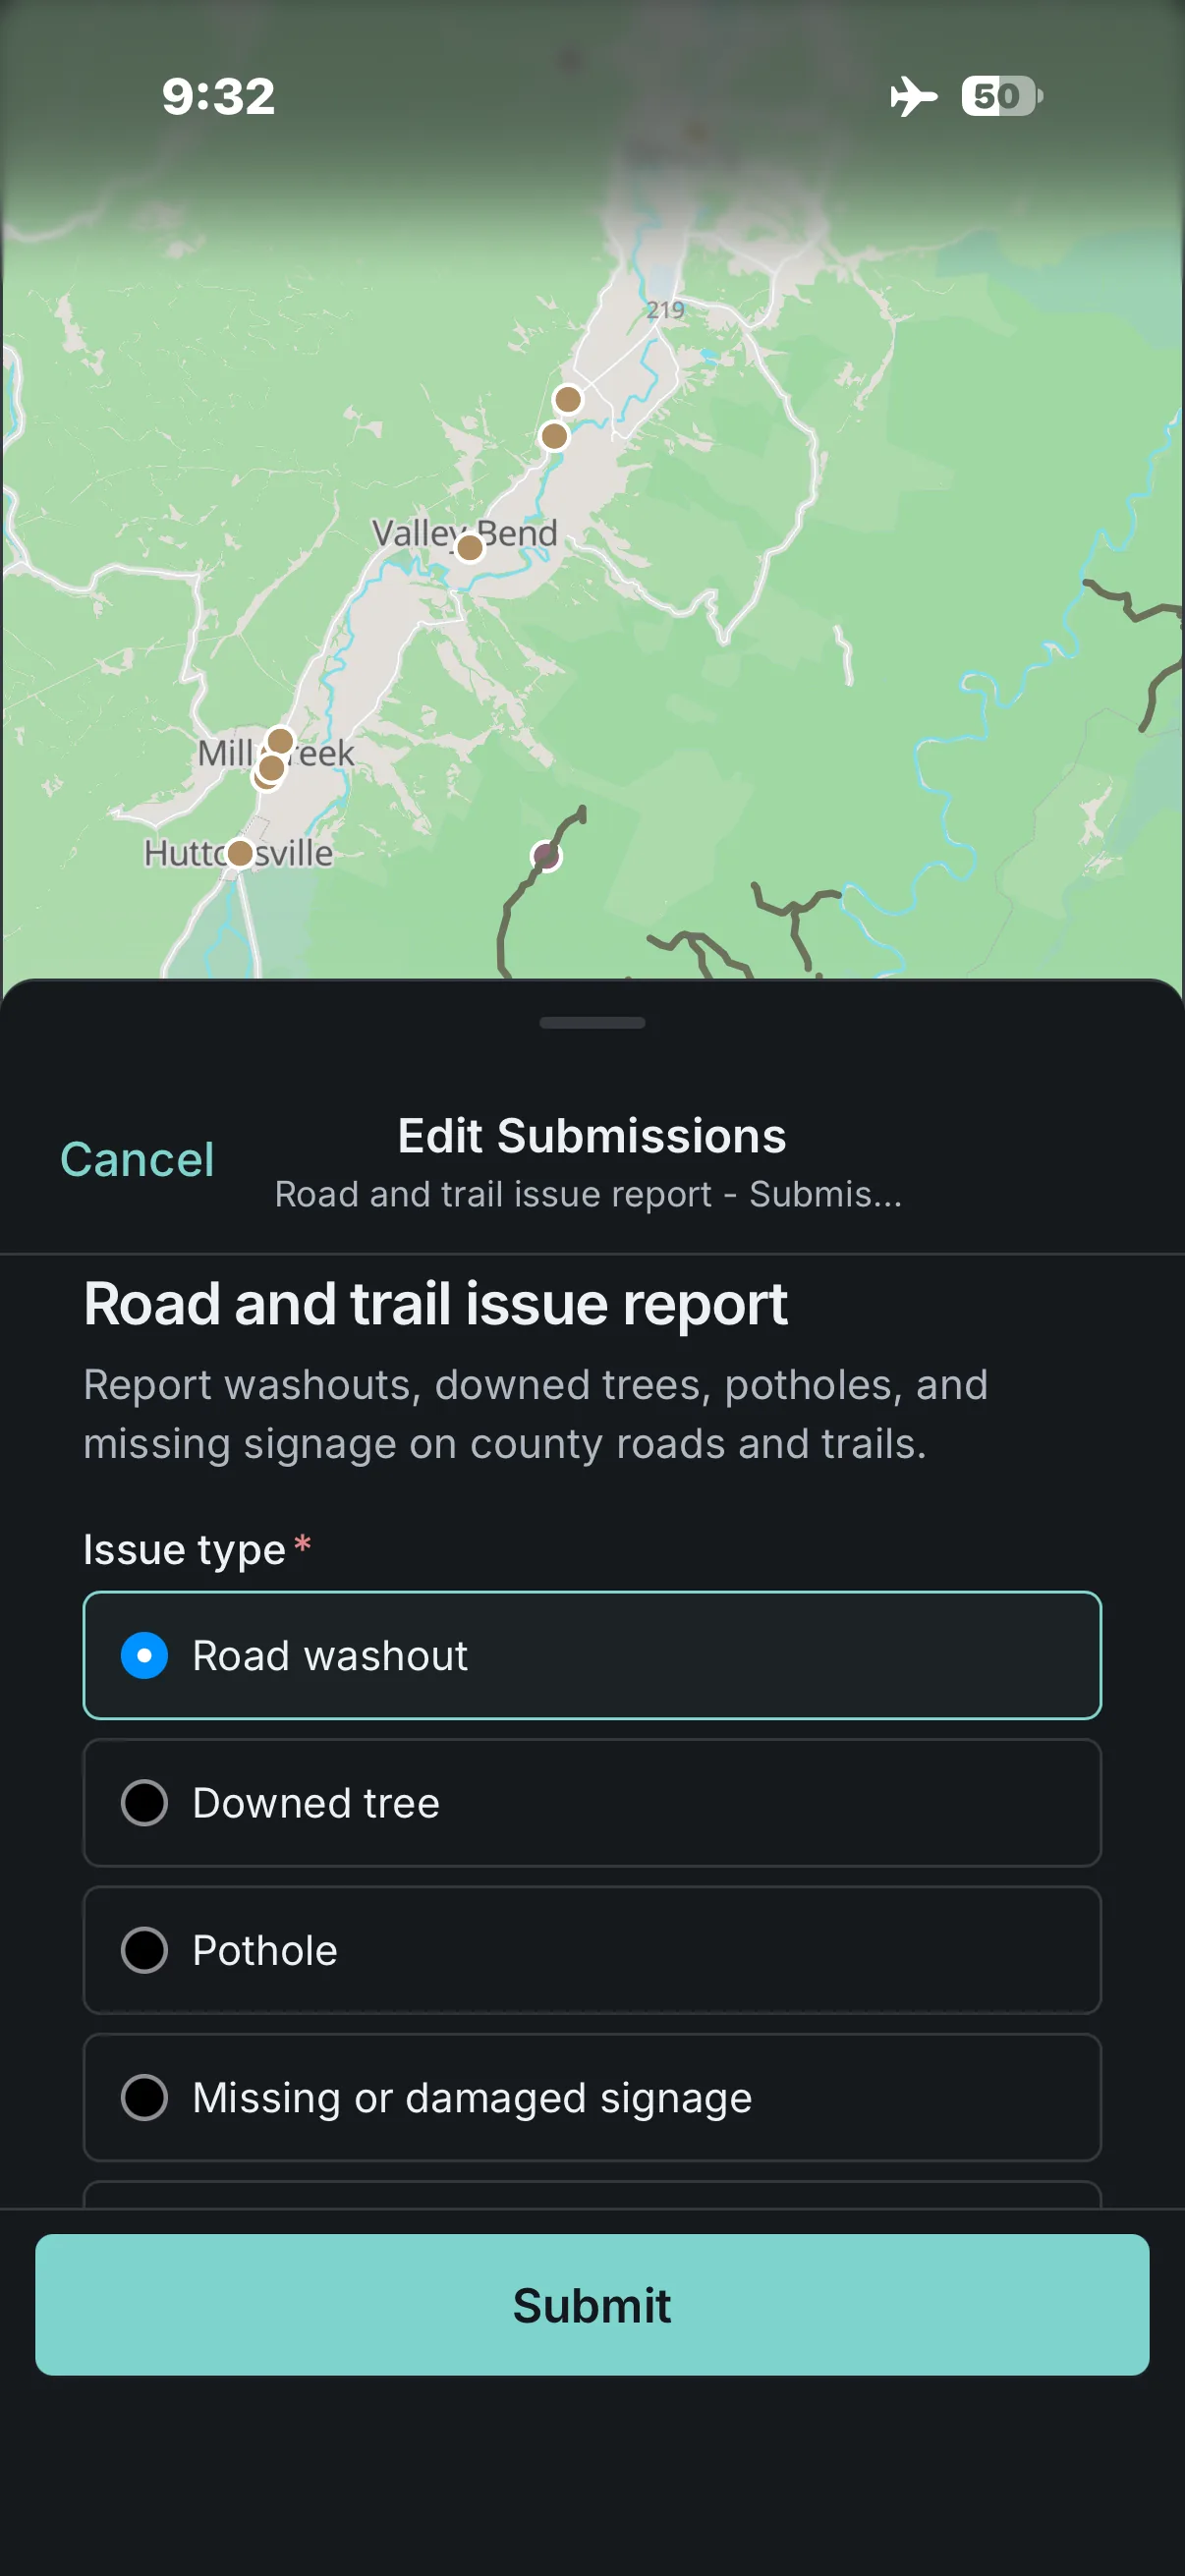 9:32
50
219
Valley Bend
Mill Creek
Huttonsville
Cancel
Edit Submissions
Road and trail issue report - Submis...
Road and trail issue report
Report washouts, downed trees, potholes, and
missing signage on county roads and trails.
Issue type *
Road washout
Downed tree
Pothole
Missing or damaged signage
Submit